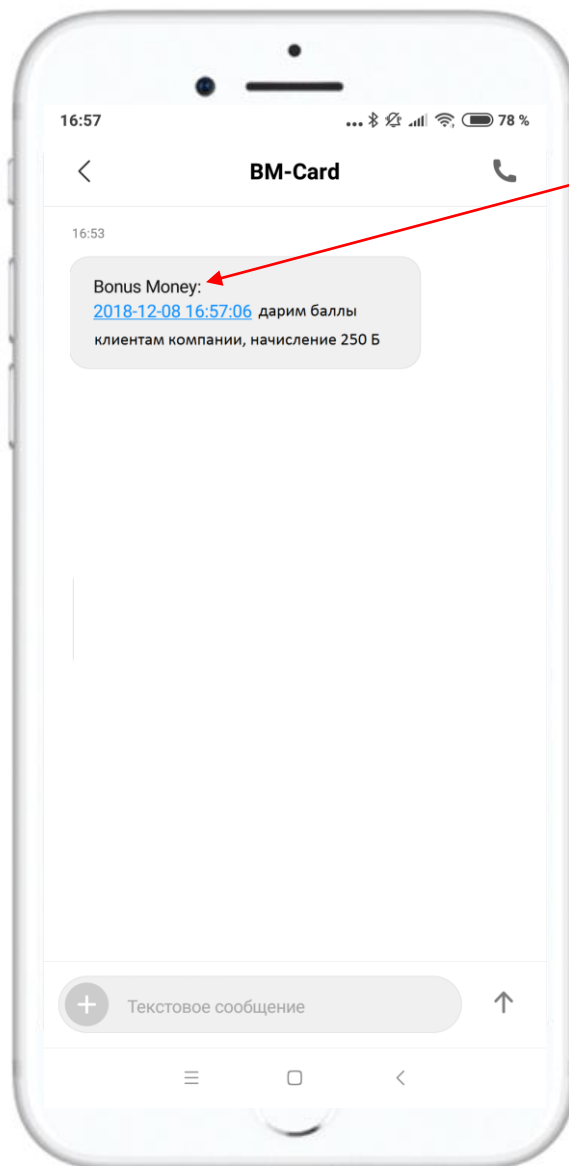 16:57
78 %
BM-Card
16:53
Bonus Money:
2018-12-08 16:57:06 дарим баллы
клиентам компании, начисление 250 Б
Текстовое сообщение